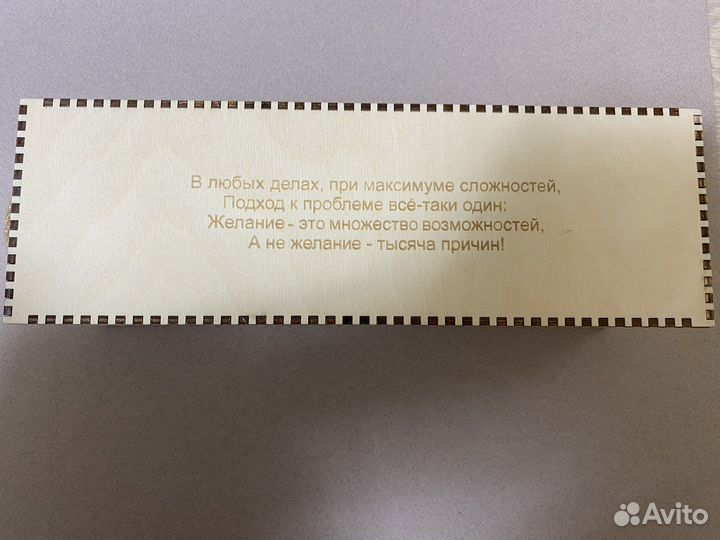 В любых делах, при максимуме сложностей,
Подход к проблеме всё-таки один:
Желание - это множество возможностей,
А не желание - тысяча причин!
Avito